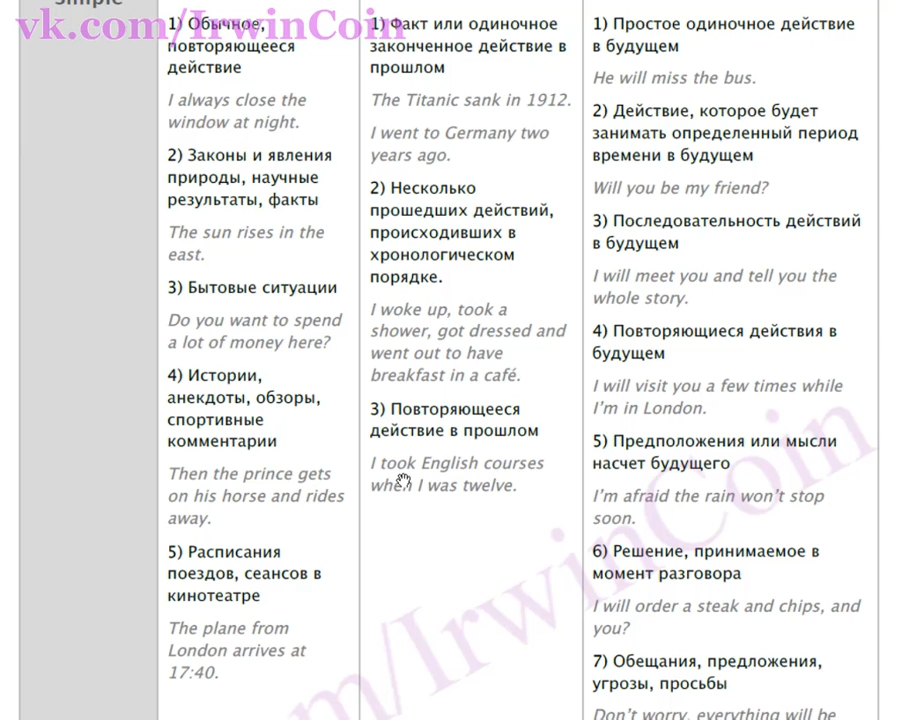 Simple
vk.com/IrwinCoin
1) Обычное,
повторяющееся
действие
I always close the
window at night.
2) Законы и явления
природы, научные
результаты, факты
The sun rises in the
east.
3) Бытовые ситуации
Do you want to spend
a lot of money here?
4) Истории,
анекдоты, обзоры,
спортивные
комментарии
Then the prince gets
on his horse and rides
away.
5) Расписания
поездов, сеансов в
кинотеатре
The plane from
London arrives at
17:40.
1) Факт или одиночное
законченное действие в
прошлом
The Titanic sank in 1912.
I went to Germany two
years ago.
2) Несколько
прошедших действий,
происходивших в
хронологическом
порядке.
I woke up, took a
shower, got dressed and
went out to have
breakfast in a café.
3) Повторяющееся
действие в прошлом
I took English courses
when I was twelve.
1) Простое одиночное действие
в будущем
He will miss the bus.
2) Действие, которое будет
занимать определенный период
времени в будущем
Will you be my friend?
3) Последовательность действий
в будущем
I will meet you and tell you the
whole story.
4) Повторяющиеся действия в
будущем
I will visit you a few times while
I’m in London.
5) Предположения или мысли
насчет будущего
I’m afraid the rain won’t stop
soon.
6) Решение, принимаемое в
момент разговора
I will order a steak and chips, and
you?
7) Обещания, предложения,
угрозы, просьбы
Don’t worry, everything will be
om/IrwinCoin